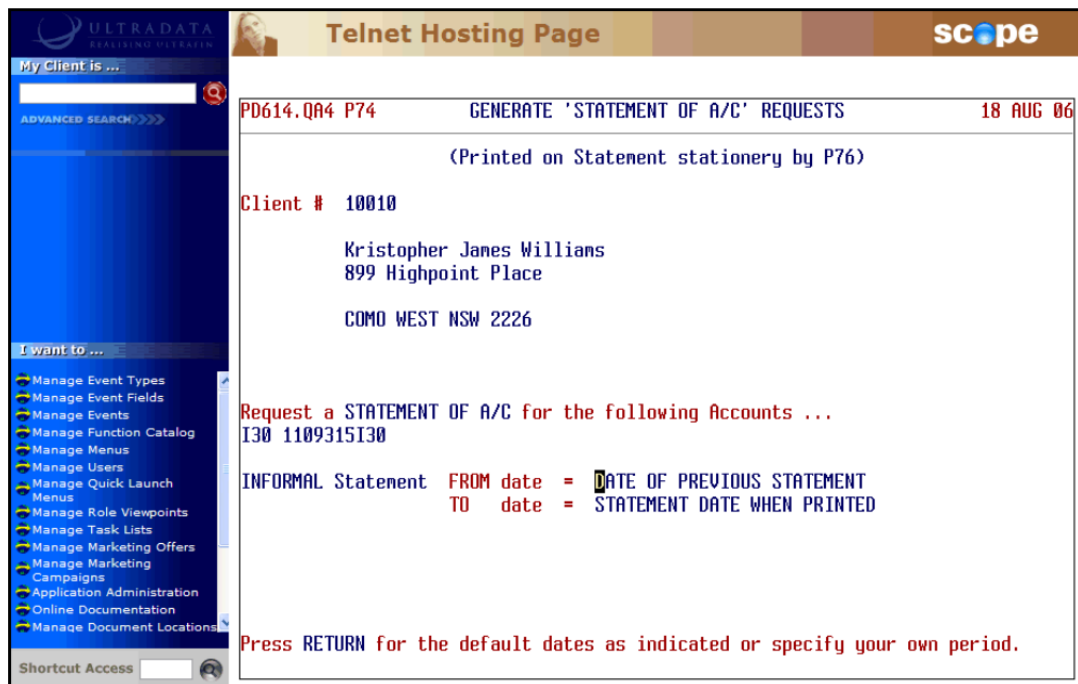 ULTRADATA
REALISING ULTRAFIN
Telnet Hosting Page
scope
My Client is ...
ADVANCED SEARCH
PD614.QA4 P74 GENERATE 'STATEMENT OF A/C' REQUESTS 18 AUG 06
(Printed on Statement stationery by P76)
Client # 10010
Kristopher James Williams
899 Highpoint Place
COMO WEST NSW 2226
I want to ...
Manage Event Types
Manage Event Fields
Manage Events
Manage Function Catalog
Manage Menus
Manage Users
Manage Quick Launch
Menus
Manage Role Viewpoints
Manage Task Lists
Manage Marketing Offers
Manage Marketing
Campaigns
Application Administration
Online Documentation
Manage Document Locations
Request a STATEMENT OF A/C for the following Accounts ...
I30 1109315I30
INFORMAL Statement FROM date = DATE OF PREVIOUS STATEMENT
TO date = STATEMENT DATE WHEN PRINTED
Press RETURN for the default dates as indicated or specify your own period.
Shortcut Access